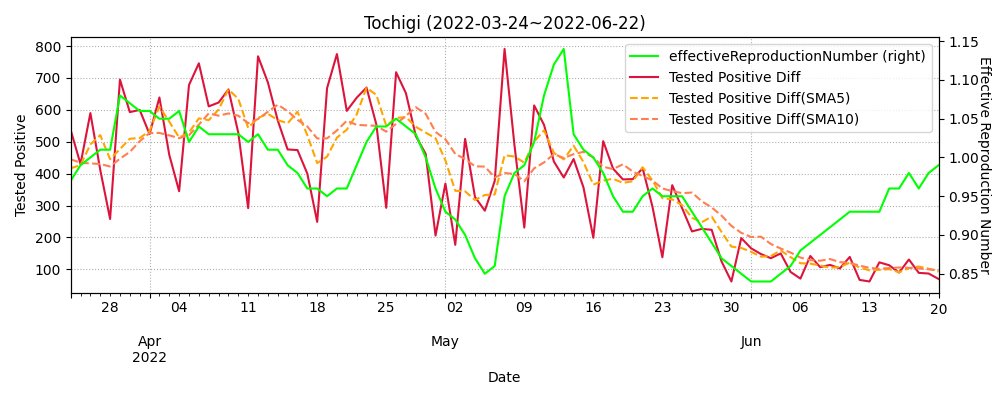 Tochigi (2022-03-24~2022-06-22)
effectiveReproductionNumber (right)
Tested Positive Diff
Tested Positive Diff(SMA5)
Tested Positive Diff(SMA10)
Tested Positive
800
700
600
500
400
300
200
100
1.15
1.10
1.05
1.00
0.95
0.90
0.85
Effective Reproduction Number
28 04 11 18 25 02 09 16 23 30 06 13 20
Apr May Jun
2022
Date